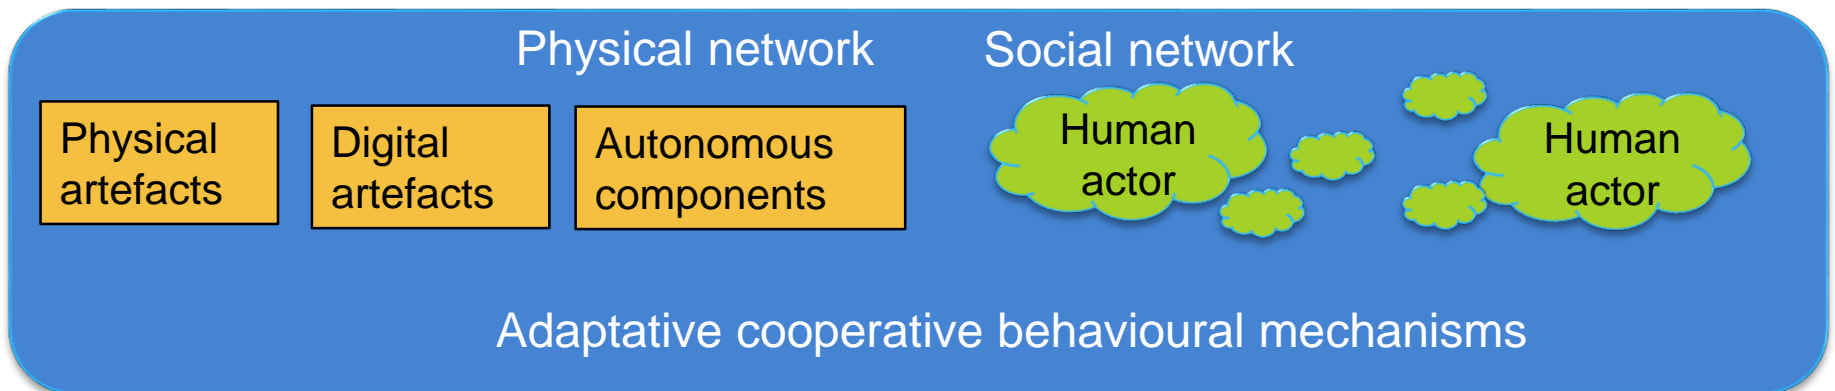 Physical network
Social network
Physical
artefacts
Digital
artefacts
Autonomous
components
Human
actor
Human
actor
Adaptative cooperative behavioural mechanisms